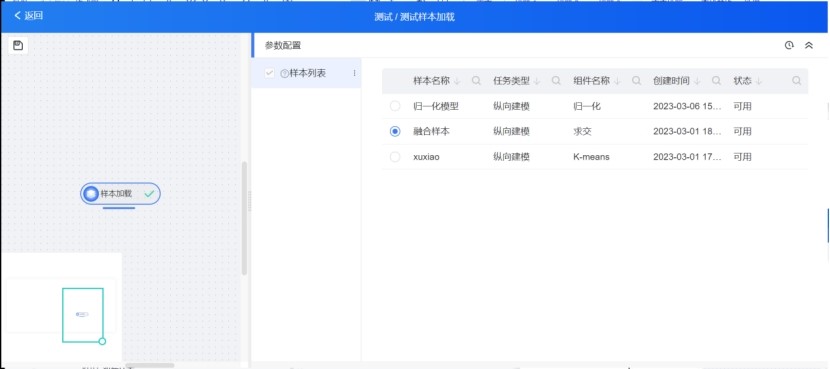 返回
测试 / 测试样本加载
参数配置
样本列表
样本名称 任务类型 组件名称 创建时间 状态
归一化模型 纵向建模 归一化 2023-03-06 15... 可用
融合样本 纵向建模 求交 2023-03-01 18... 可用
xuxiao 纵向建模 K-means 2023-03-01 17... 可用
样本加载